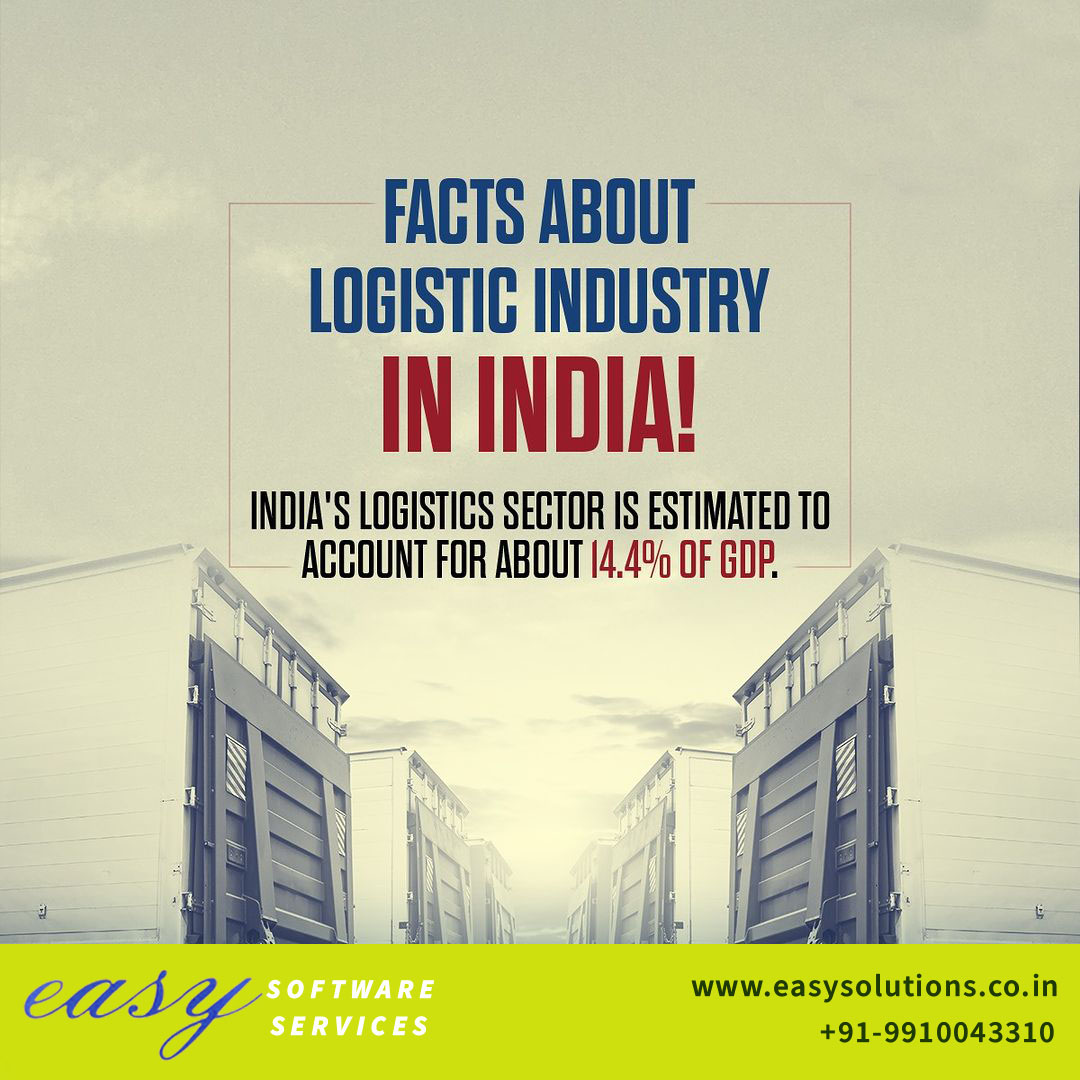 FACTS ABOUT
LOGISTIC INDUSTRY
IN INDIA!
INDIA'S LOGISTICS SECTOR IS ESTIMATED TO
ACCOUNT FOR ABOUT 14.4% OF GDP.
easy SOFTWARE
SERVICES
www.easysolutions.co.in
+91-9910043310